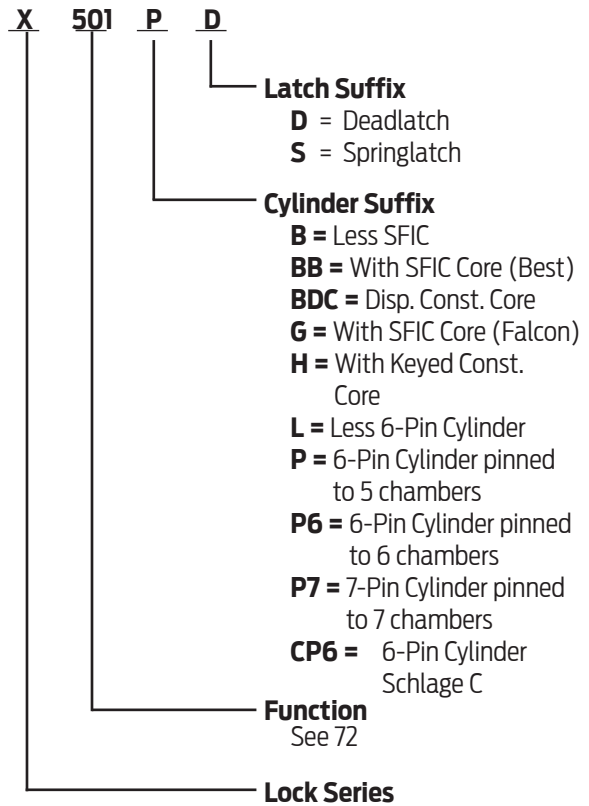 X 501 P D
Latch Suffix
D = Deadlatch
S = Springlatch
Cylinder Suffix
B = Less SFIC
BB = With SFIC Core (Best)
BDC = Disp. Const. Core
G = With SFIC Core (Falcon)
H = With Keyed Const.
Core
L = Less 6-Pin Cylinder
P = 6-Pin Cylinder pinned
to 5 chambers
P6 = 6-Pin Cylinder pinned
to 6 chambers
P7 = 7-Pin Cylinder pinned
to 7 chambers
CP6 = 6-Pin Cylinder
Schlage C
Function
See 72
Lock Series